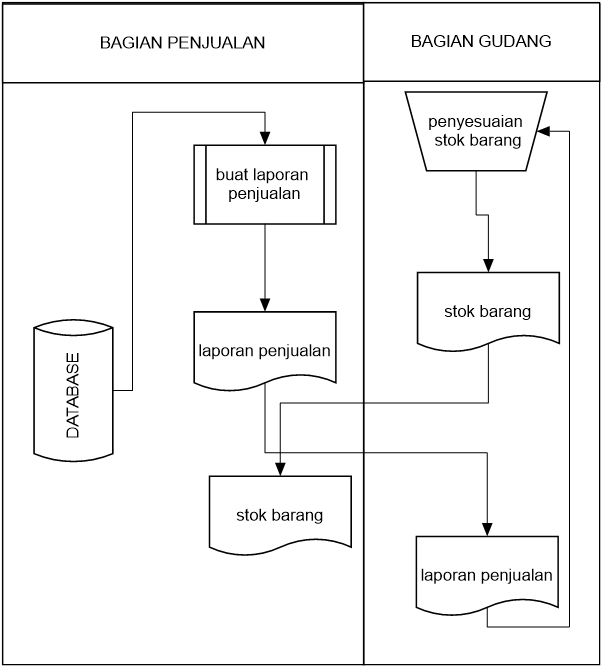 BAGIAN PENJUALAN
BAGIAN GUDANG
buat laporan
penjualan
laporan penjualan
DATABASE
stok barang
penyesuaian
stok barang
stok barang
laporan penjualan